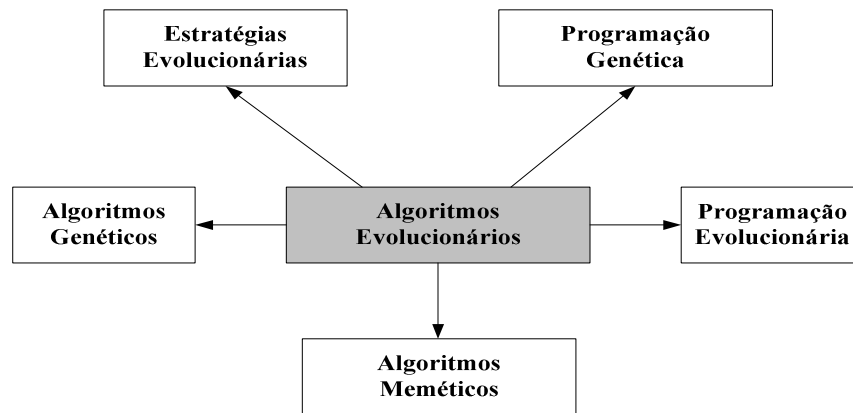 Estratégias
Evolucionárias
Programação
Genética
Algoritmos
Genéticos
Algoritmos
Evolucionários
Programação
Evolucionária
Algoritmos
Meméticos